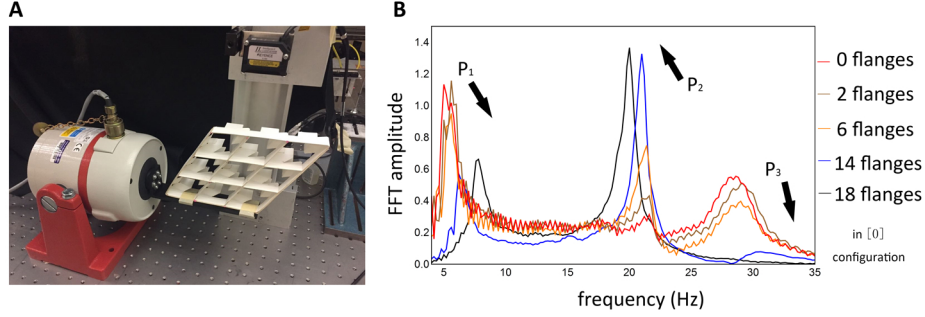 A
B
1.4
1.2
1.0
0.8
0.6
0.4
0.2
0.0
FFT amplitude
P1
P2
P3
5
10
15
20
25
30
35
frequency (Hz)
0 flanges
2 flanges
6 flanges
14 flanges
18 flanges
in [0]
configuration